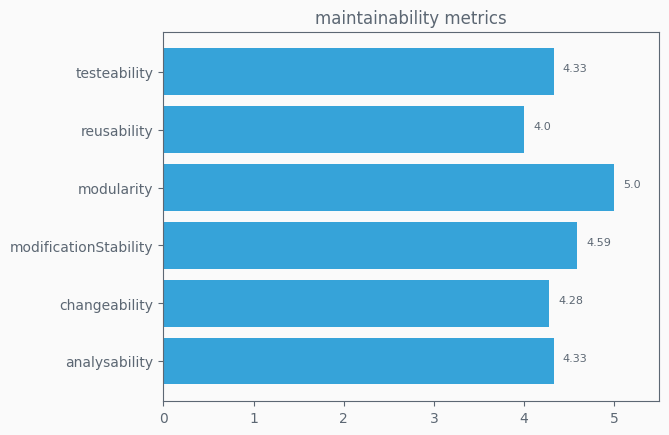 maintainability metrics
testeability
4.33
reusability
4.0
modularity
5.0
modificationStability
4.59
changeability
4.28
analysability
4.33
0 1 2 3 4 5